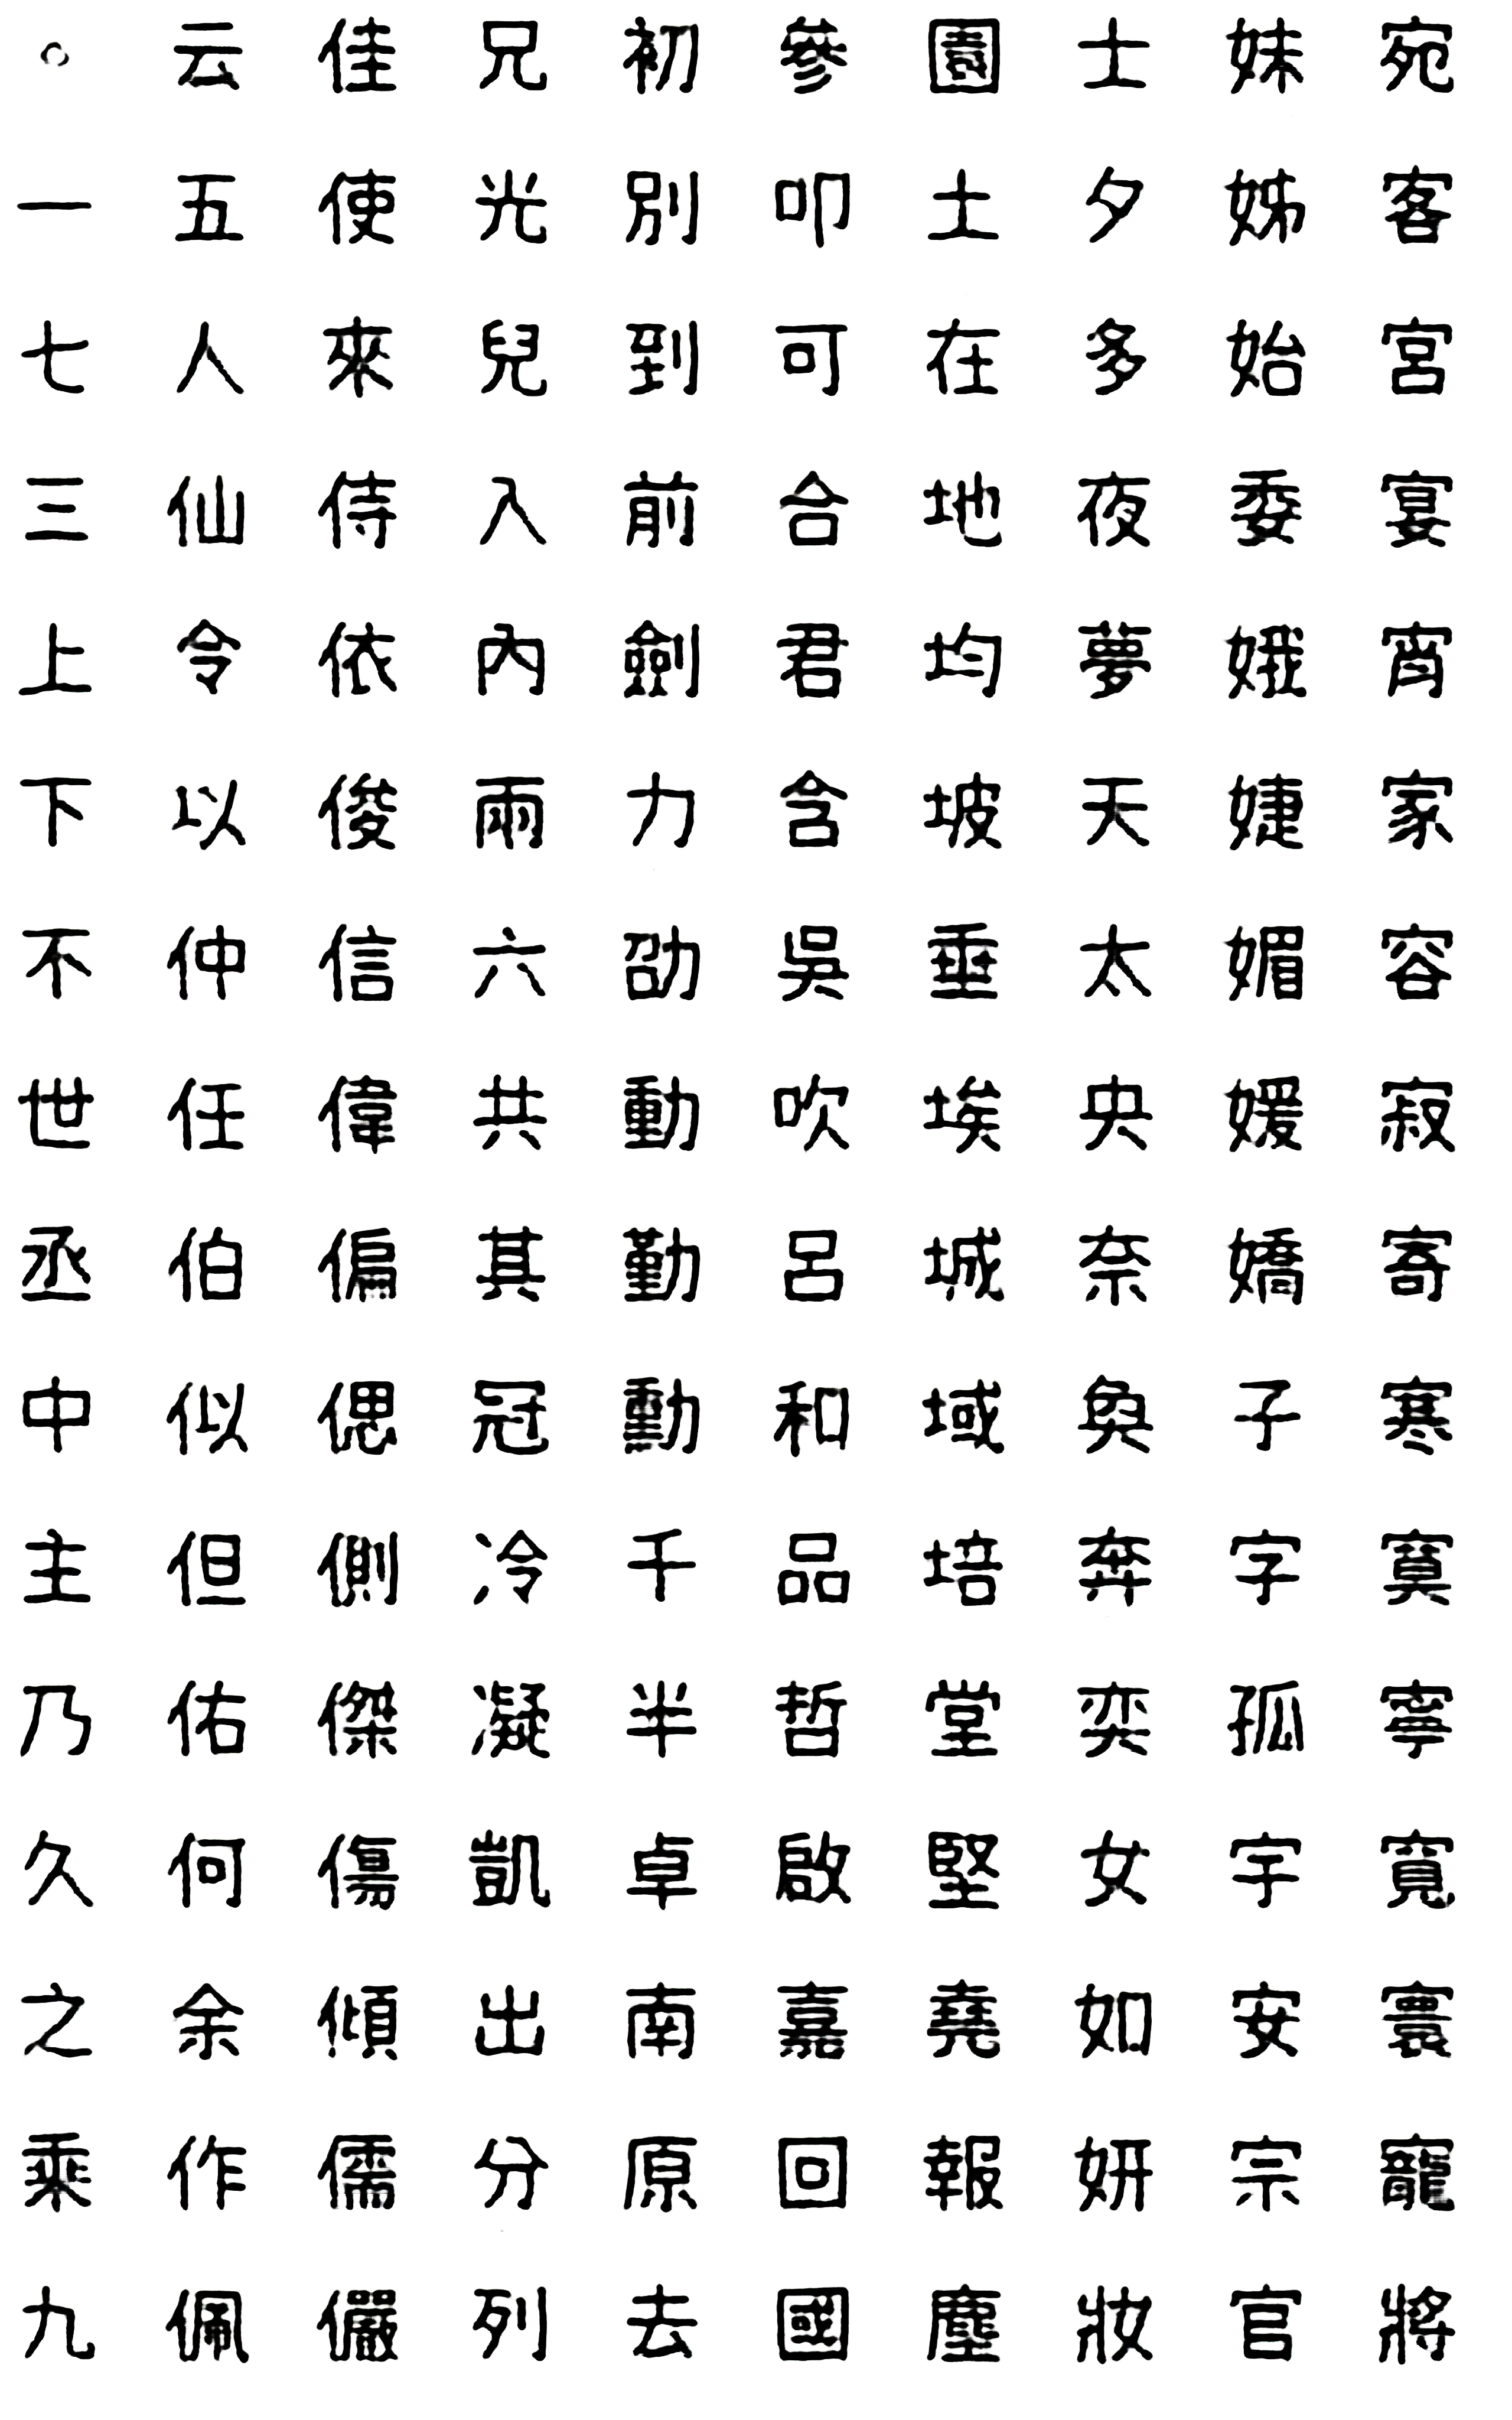 。云佳兄初參園士妹宛
一五使光別叩土夕姊客
七人來兒到可在多始宮
三仙侍入前合地夜委宴
上令依內劍君均夢娥宵
下以俊兩力含坡天婕家
不仲信六劭吳垂太媚容
世任偉共動吹埃央媛寂
丞伯偏其勤呂城奈嬌寄
中似偲冠勳和域奐子寒
主但側冷千品培奔字寞
乃佑傑凝半哲堂奕孤寧
久何傷凱卓啟堅女宇寬
之余傾出南嘉堯如安寰
乘作儒分原回報妍宗寵
九佩儼列去國塵妝官將